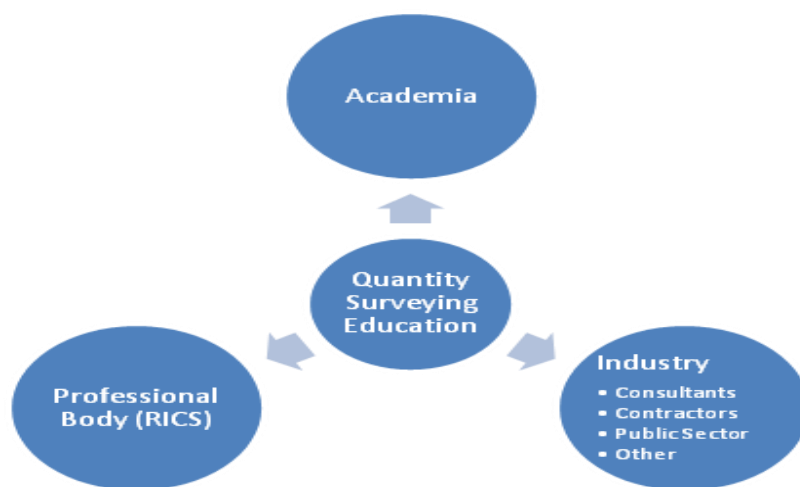 Academia
Quantity
Surveying
Education
Professional
Body (RICS)
Industry
• Consultants
• Contractors
• Public Sector
• Other